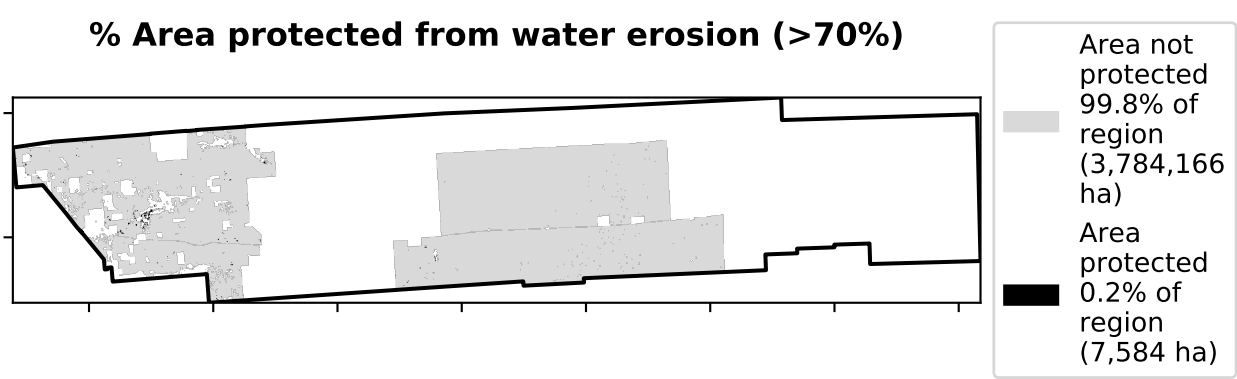 % Area protected from water erosion (>70%)
Area not
protected
99.8% of
region
(3,784,166
ha)
Area
protected
0.2% of
region
(7,584 ha)